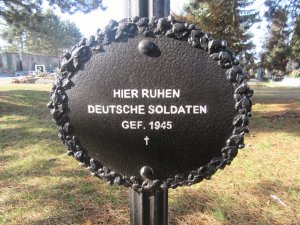 HIER RUHEN
DEUTSCHE SOLDATEN
GEF. 1945
†